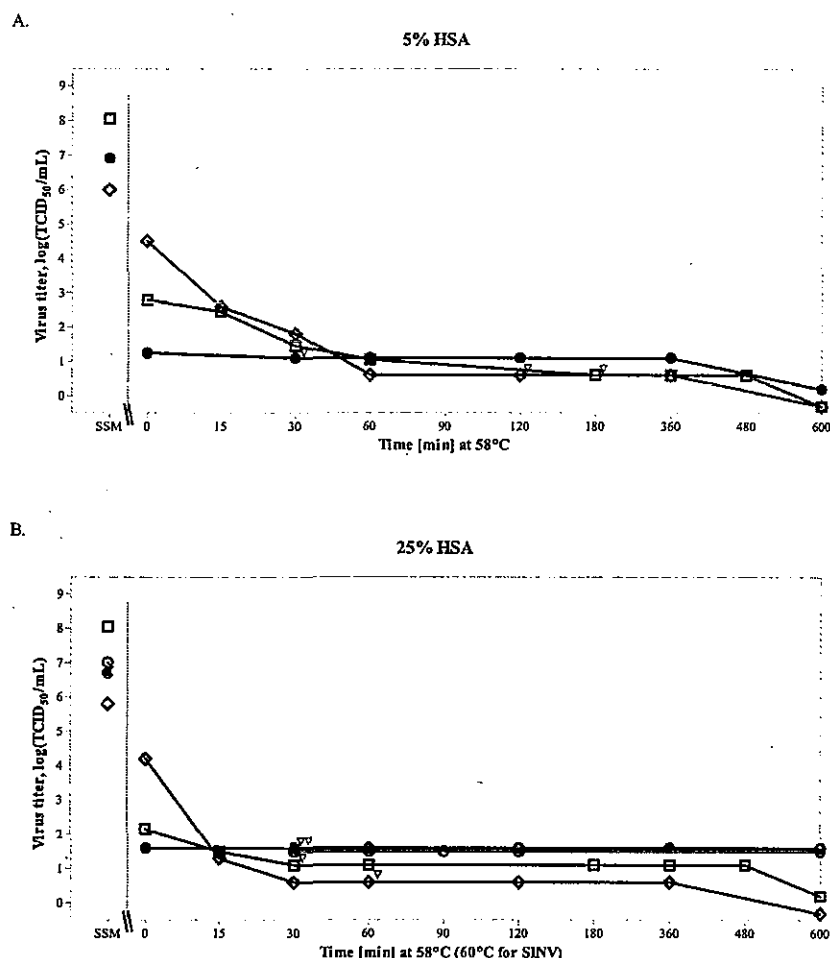 A.
5% HSA
Virus titer, log(TCID50/mL)
9
8
7
6
5
4
3
2
1
0
SSM 0 15 30 60 90 120 180 360 480 600
Time [min] at 58°C
B.
25% HSA
Virus titer, log(TCID50/mL)
9
8
7
6
5
4
3
2
1
0
SSM 0 15 30 60 90 120 180 360 480 600
Time [min] at 58°C (60°C for SINV)